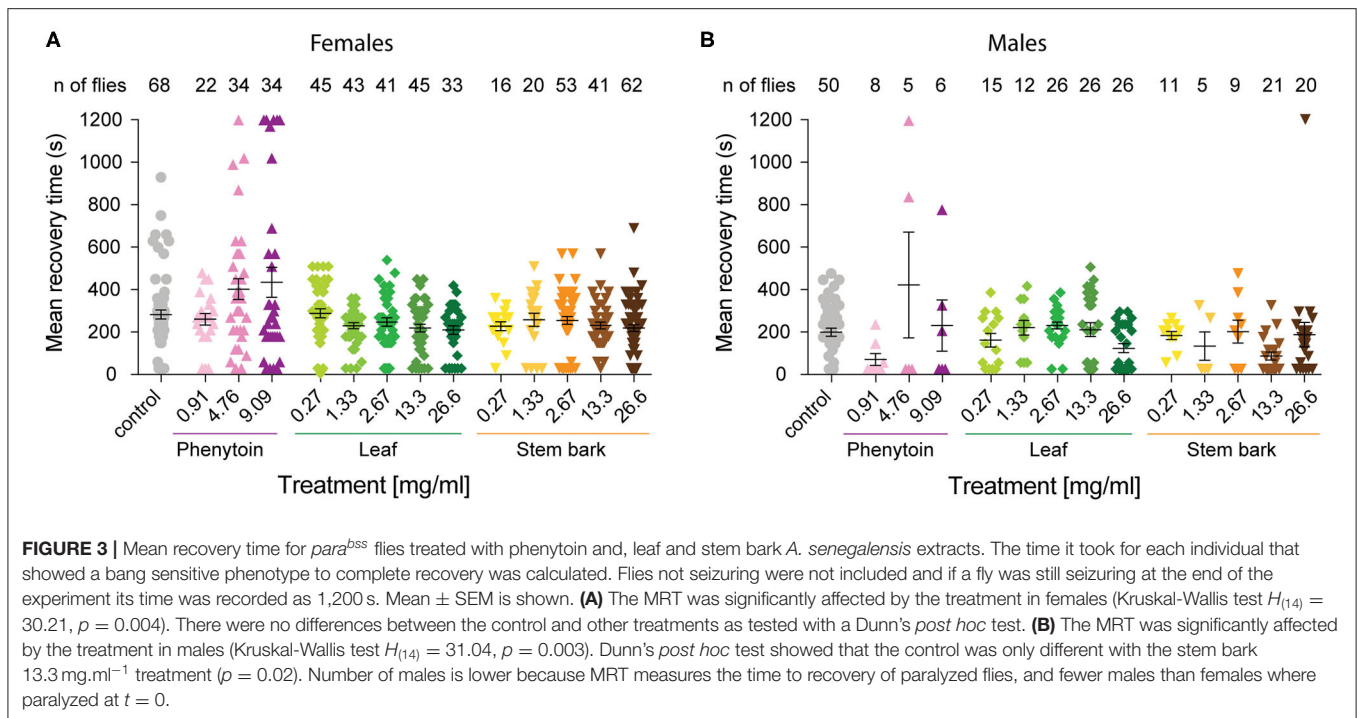 A
Females
n of flies 68 22 34 34 45 43 41 45 33 16 20 53 41 62
Mean recovery time (s)
1200
1000
800
600
400
200
0
control 0.91 4.76 9.09 0.27 1.33 2.67 13.3 26.6 0.27 1.33 2.67 13.3 26.6
Phenytoin Leaf Stem bark
Treatment [mg/ml]
B
Males
n of flies 50 8 5 6 15 12 26 26 26 11 5 9 21 20
Mean recovery time (s)
1200
1000
800
600
400
200
0
control 0.91 4.76 9.09 0.27 1.33 2.67 13.3 26.6 0.27 1.33 2.67 13.3 26.6
Phenytoin Leaf Stem bark
Treatment [mg/ml]
FIGURE 3 | Mean recovery time for para^bss flies treated with phenytoin and, leaf and stem bark A. senegalensis extracts. The time it took for each individual that
showed a bang sensitive phenotype to complete recovery was calculated. Flies not seizuring were not included and if a fly was still seizuring at the end of the
experiment its time was recorded as 1,200 s. Mean ± SEM is shown. (A) The MRT was significantly affected by the treatment in females (Kruskal-Wallis test H(14) =
30.21, p = 0.004). There were no differences between the control and other treatments as tested with a Dunn's post hoc test. (B) The MRT was significantly affected
by the treatment in males (Kruskal-Wallis test H(14) = 31.04, p = 0.003). Dunn's post hoc test showed that the control was only different with the stem bark
13.3 mg.ml⁻¹ treatment (p = 0.02). Number of males is lower because MRT measures the time to recovery of paralyzed flies, and fewer males than females where
paralyzed at t = 0.